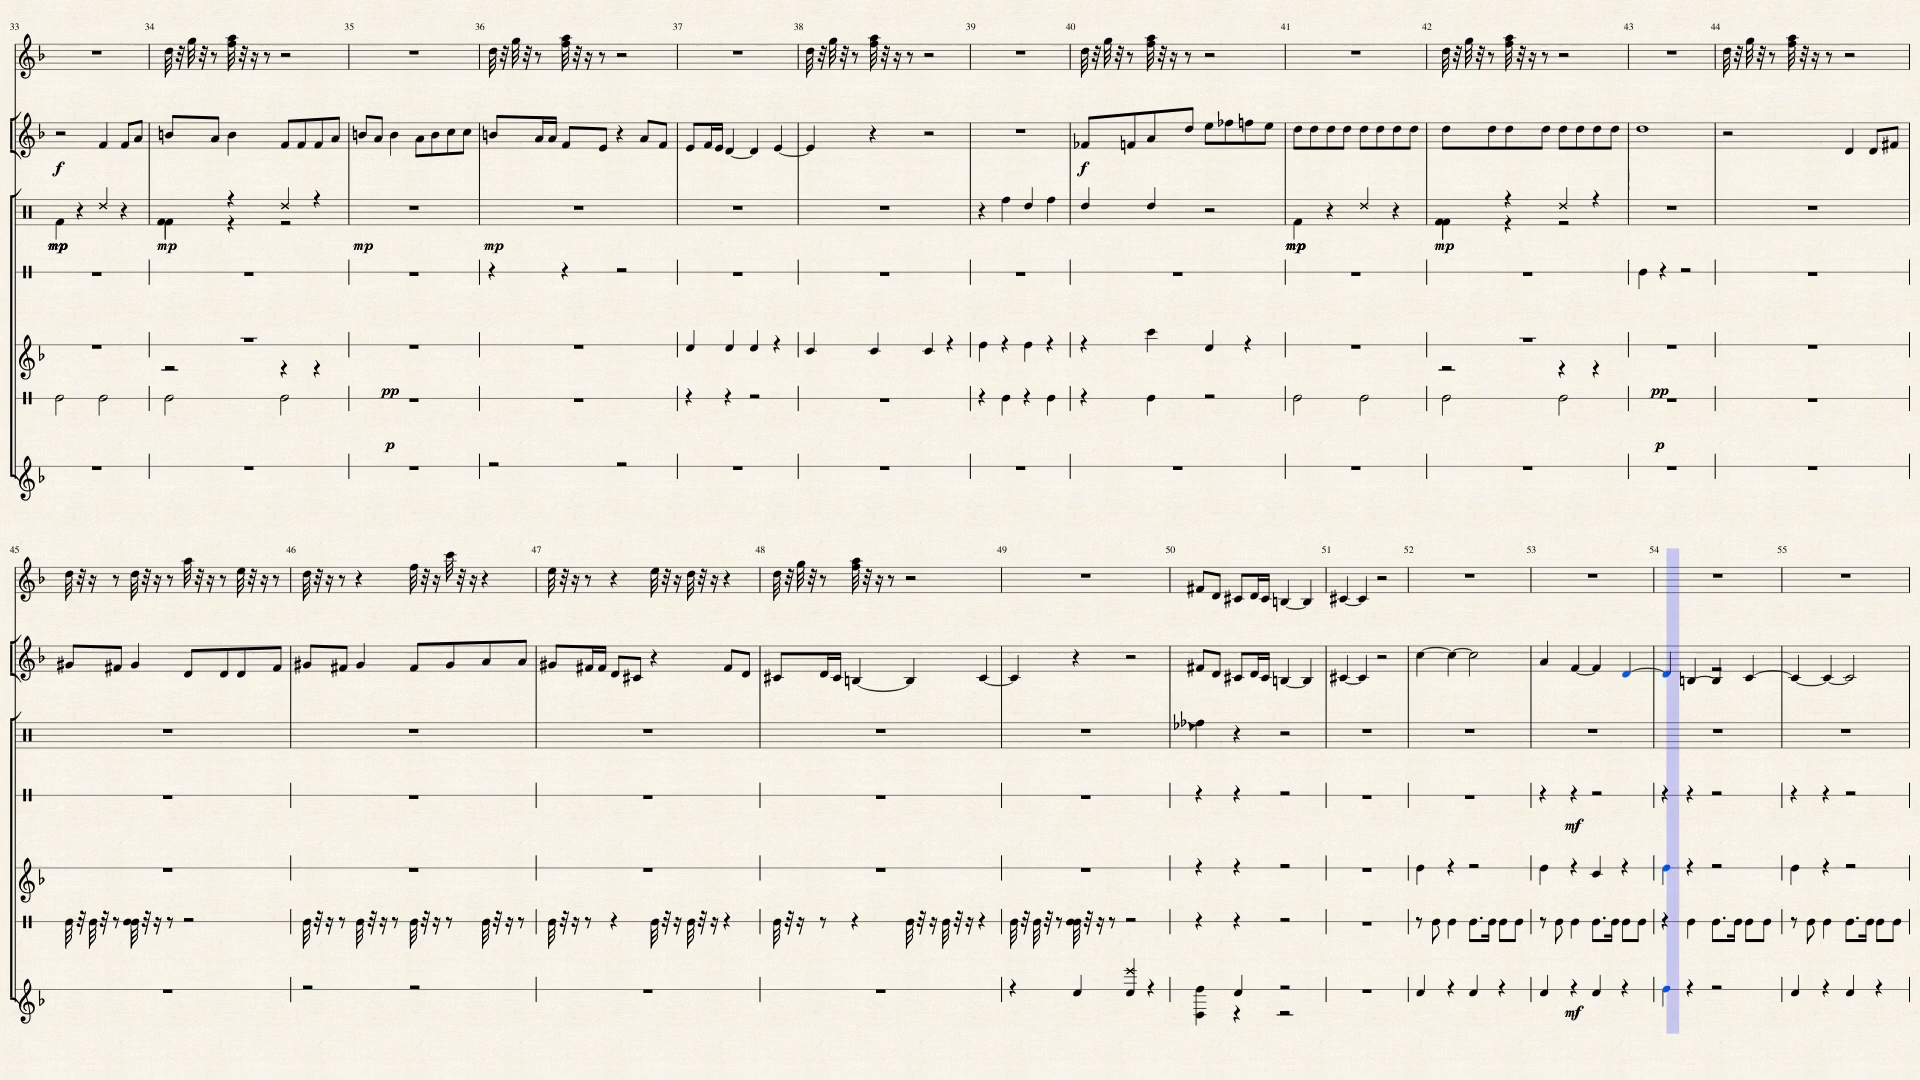 33 34 35 36 37 38 39 40 41 42 43 44
f f
mp mp mp mp mp mp
pp pp
p p
45 46 47 48 49 50 51 52 53 54 55
mf
mf